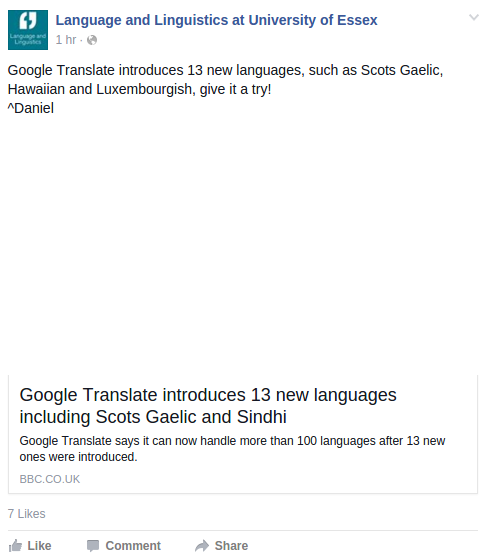 Language and Linguistics at University of Essex
Language and
Linguistics
1 hr ·
Google Translate introduces 13 new languages, such as Scots Gaelic,
Hawaiian and Luxembourgish, give it a try!
^Daniel
Google Translate introduces 13 new languages
including Scots Gaelic and Sindhi
Google Translate says it can now handle more than 100 languages after 13 new
ones were introduced.
BBC.CO.UK
7 Likes
Like Comment Share